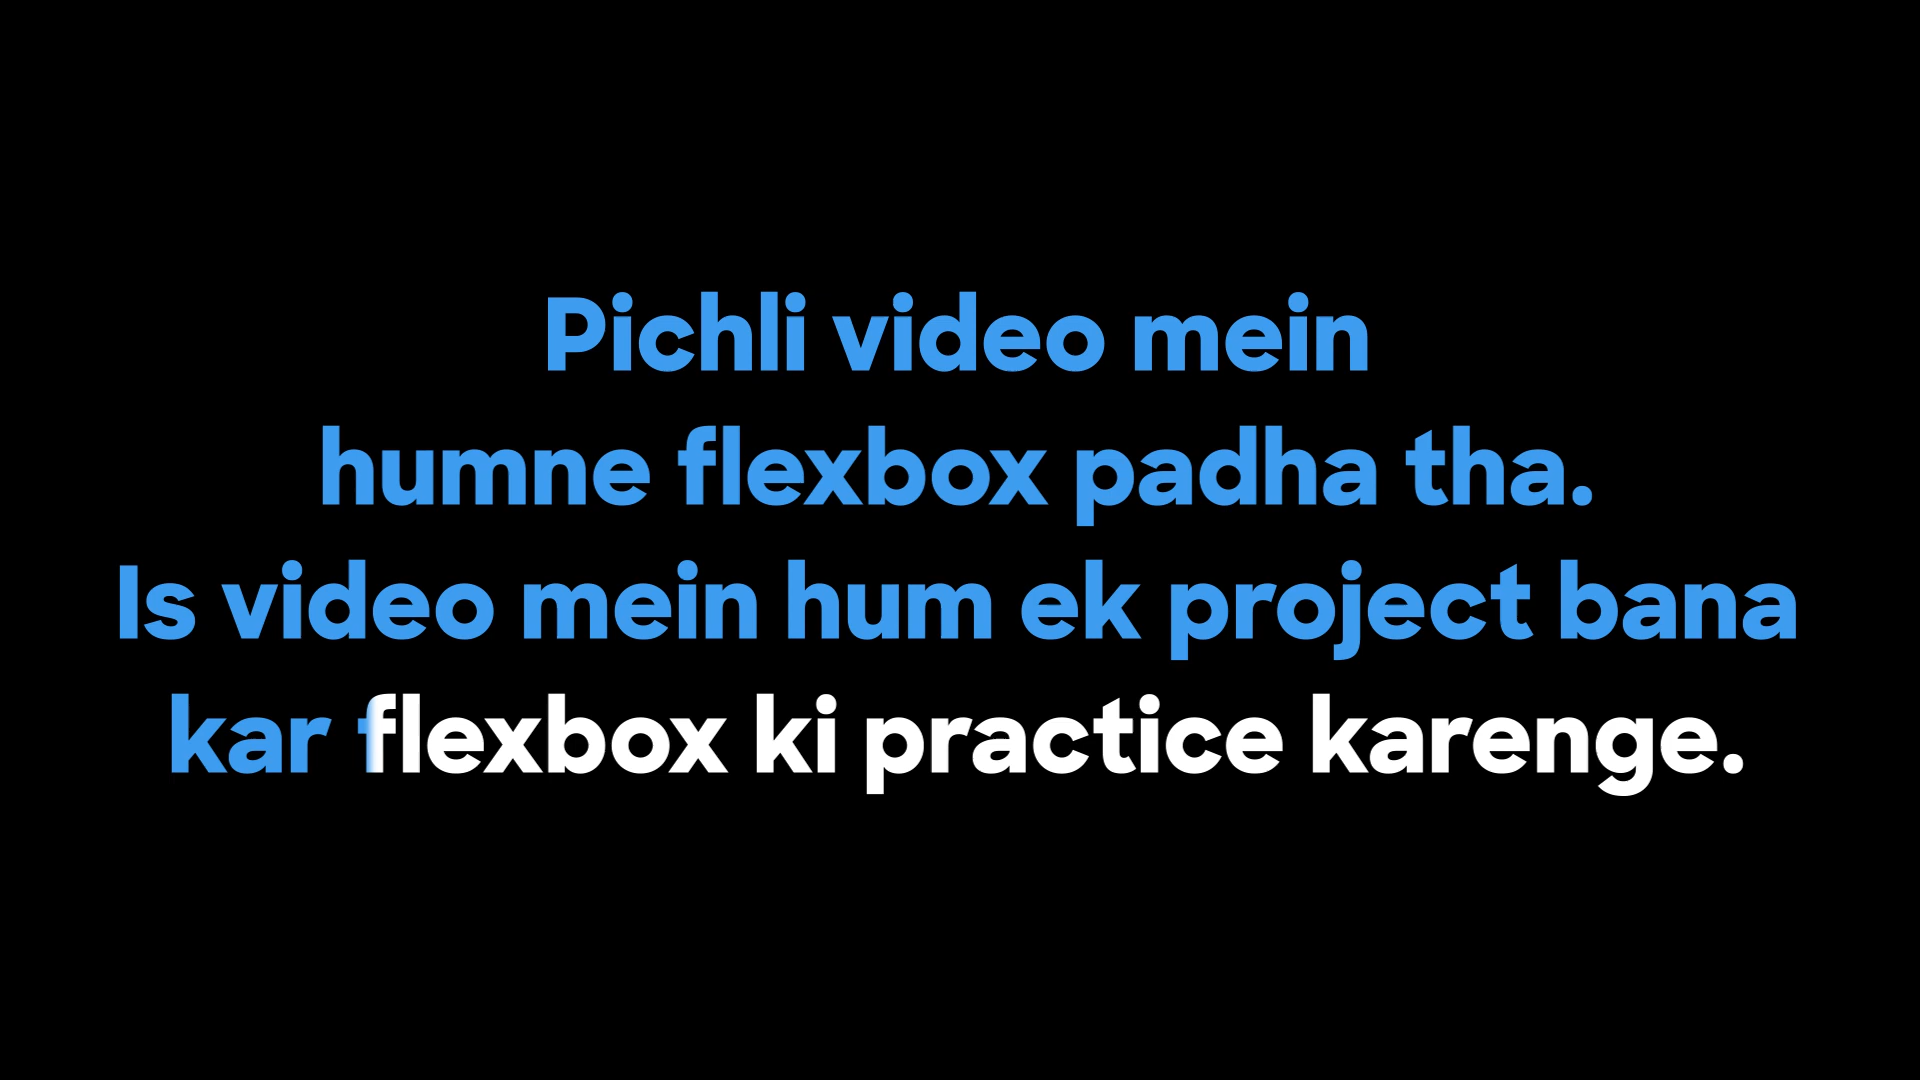 Pichli video mein
humne flexbox padha tha.
Is video mein hum ek project bana
kar flexbox ki practice karenge.